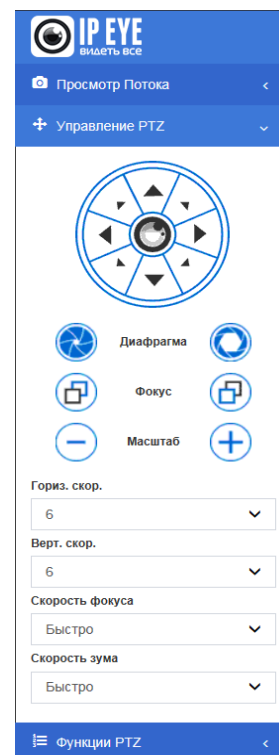 IP EYE
видеть все
Просмотр Потока
Управление PTZ
Диафрагма
Фокус
Масштаб
Гориз. скор.
6
Верт. скор.
6
Скорость фокуса
Быстро
Скорость зума
Быстро
Функции PTZ